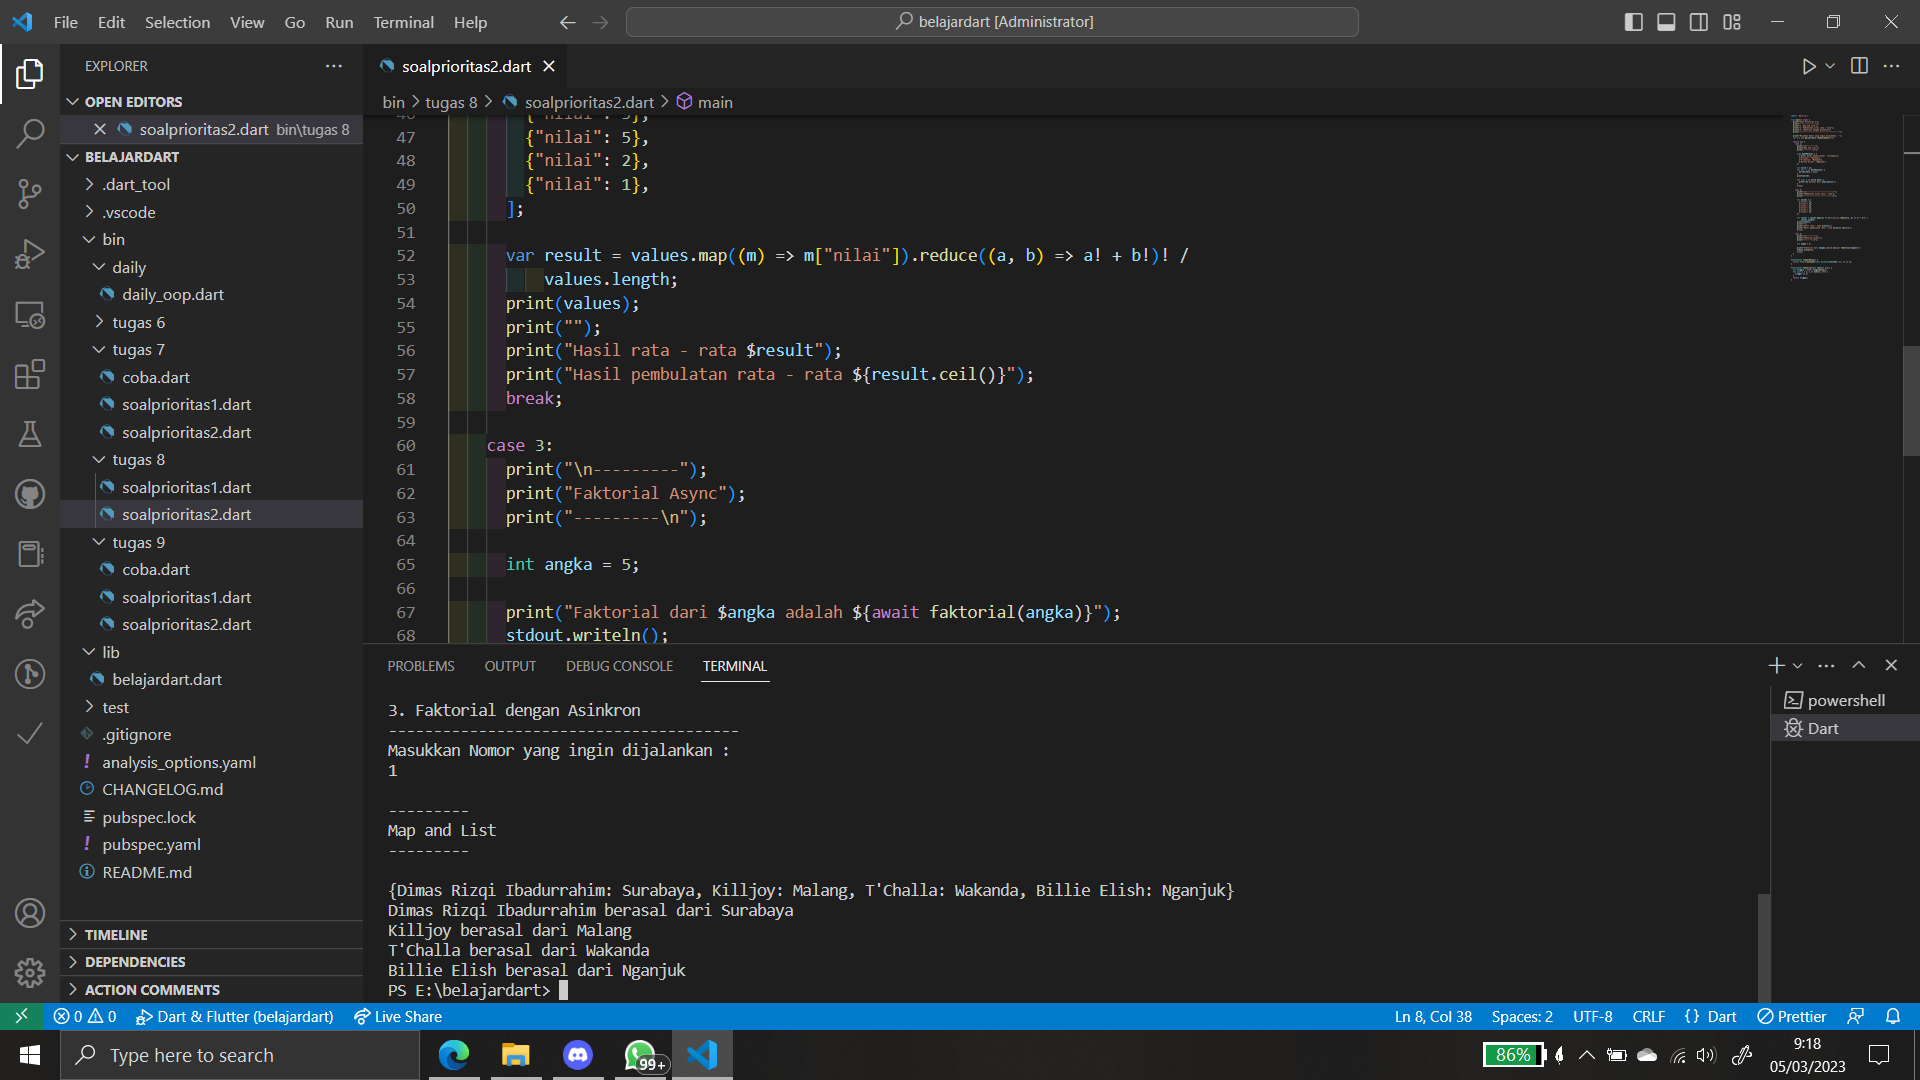 File Edit Selection View Go Run Terminal Help
belajardart [Administrator]
EXPLORER
OPEN EDITORS
soalprioritas2.dart bin\tugas 8
BELAJARDART
.dart_tool
.vscode
bin
daily
daily_oop.dart
tugas 6
tugas 7
coba.dart
soalprioritas1.dart
soalprioritas2.dart
tugas 8
soalprioritas1.dart
soalprioritas2.dart
tugas 9
coba.dart
soalprioritas1.dart
soalprioritas2.dart
lib
belajardart.dart
test
.gitignore
analysis_options.yaml
CHANGELOG.md
pubspec.lock
pubspec.yaml
README.md
TIMELINE
DEPENDENCIES
ACTION COMMENTS
soalprioritas2.dart
bin > tugas 8 > soalprioritas2.dart > main
47 {"nilai": 5},
48 {"nilai": 2},
49 {"nilai": 1},
50 ];
51
52 var result = values.map((m) => m["nilai"]).reduce((a, b) => a! + b!)! /
53 values.length;
54 print(values);
55 print("");
56 print("Hasil rata - rata $result");
57 print("Hasil pembulatan rata - rata ${result.ceil()}");
58 break;
59
60 case 3:
61 print("\n---------");
62 print("Faktorial Async");
63 print("---------\n");
64
65 int angka = 5;
66
67 print("Faktorial dari $angka adalah ${await faktorial(angka)}");
68 stdout.writeln();
PROBLEMS OUTPUT DEBUG CONSOLE TERMINAL
3. Faktorial dengan Asinkron
---------------------------------------
Masukkan Nomor yang ingin dijalankan :
1
---------
Map and List
---------
{Dimas Rizqi Ibadurrahim: Surabaya, Killjoy: Malang, T'Challa: Wakanda, Billie Elish: Nganjuk}
Dimas Rizqi Ibadurrahim berasal dari Surabaya
Killjoy berasal dari Malang
T'Challa berasal dari Wakanda
Billie Elish berasal dari Nganjuk
PS E:\belajardart>
powershell
Dart
0 0 Dart & Flutter (belajardart) Live Share
Ln 8, Col 38 Spaces: 2 UTF-8 CRLF {} Dart Prettier
Type here to search
99+
86%
9:18
05/03/2023